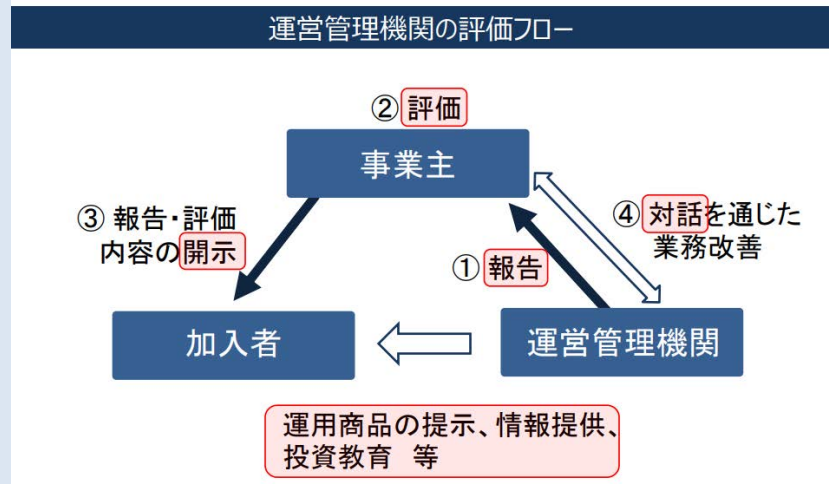 運営管理機関の評価フロー
② 評価
事業主
③ 報告・評価
内容の開示
④ 対話を通じた
業務改善
① 報告
加入者
運営管理機関
運用商品の提示、情報提供、
投資教育　等